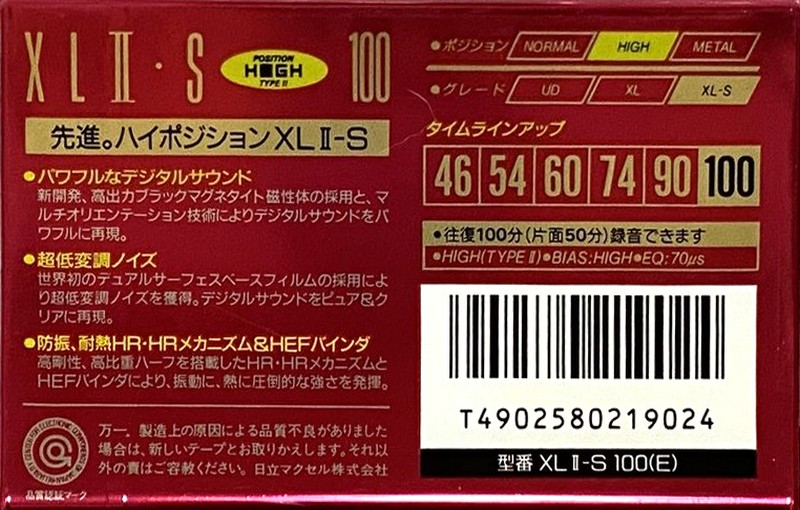 XLⅡ・S
POSITION
HIGH
TYPE Ⅱ
100
先進。ハイポジションXLⅡ-S
●パワフルなデジタルサウンド
新開発、高出力ブラックマグネタイト磁性体の採用と、マ
ルチオリエンテーション技術によりデジタルサウンドをパ
ワフルに再現。
●超低変調ノイズ
世界初のデュアルサーフェスベースフィルムの採用によ
り超低変調ノイズを獲得。デジタルサウンドをピュア&ク
リアに再現。
●防振、耐熱HR・HRメカニズム&HEFバインダ
高剛性、高比重ハーフを搭載したHR・HRメカニズムと
HEFバインダにより、振動に、熱に圧倒的な強さを発揮。
万一、製造上の原因による品質不良がありました
場合は、新しいテープとお取りかえします。それ以
外の責はご容赦ください。日立マクセル株式会社
品質認証マーク
●ポジション NORMAL HIGH METAL
●グレード UD XL XL-S
タイムラインアップ
46 54 60 74 90 100
●往復100分(片面50分)録音できます
●HIGH(TYPE Ⅱ)●BIAS:HIGH●EQ:70μs
T4902580219024
型番 XLⅡ-S 100(E)